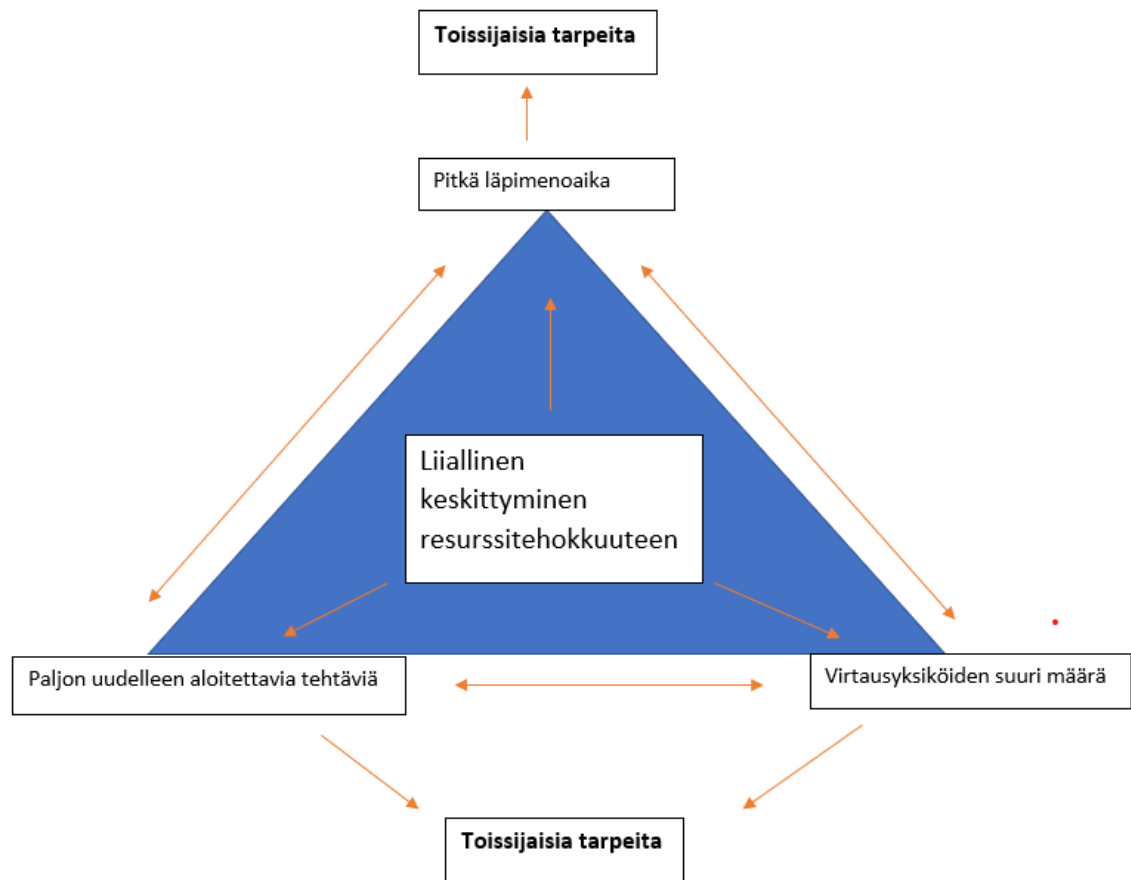 Toissijaisia tarpeita
Pitkä läpimenoaika
Liiallinen
keskittyminen
resurssitehokkuuteen
Paljon uudelleen aloitettavia tehtäviä
Virtausyksiköiden suuri määrä
Toissijaisia tarpeita